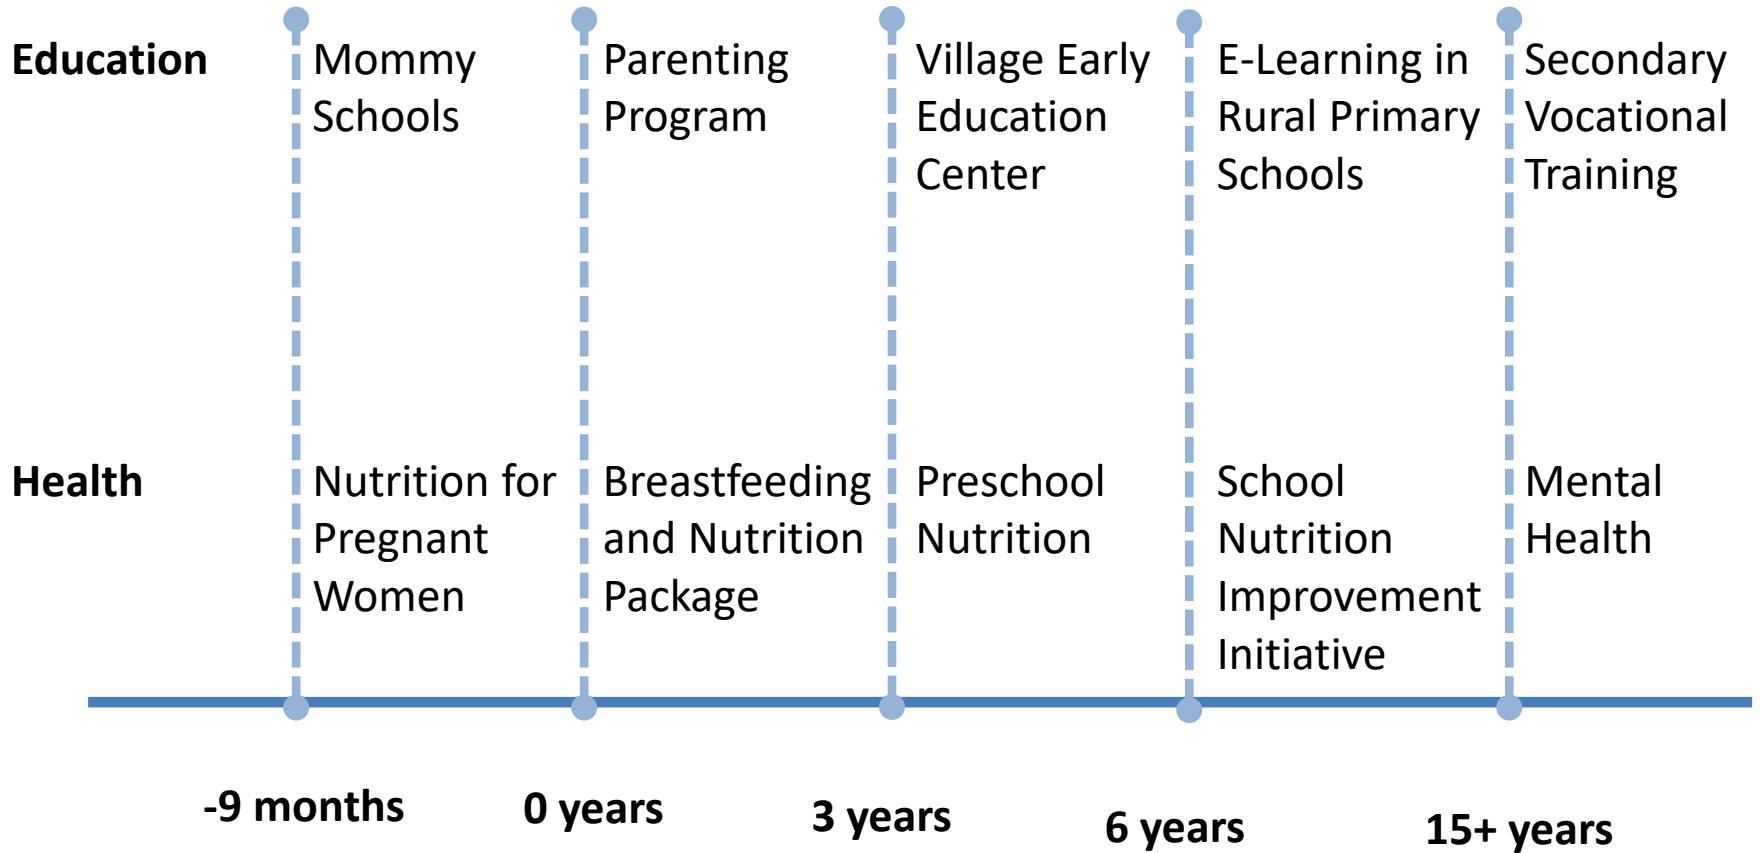 Education
Mommy
Schools
Parenting
Program
Village Early
Education
Center
E-Learning in
Rural Primary
Schools
Secondary
Vocational
Training
Health
Nutrition for
Pregnant
Women
Breastfeeding
and Nutrition
Package
Preschool
Nutrition
School
Nutrition
Improvement
Initiative
Mental
Health
-9 months
0 years
3 years
6 years
15+ years